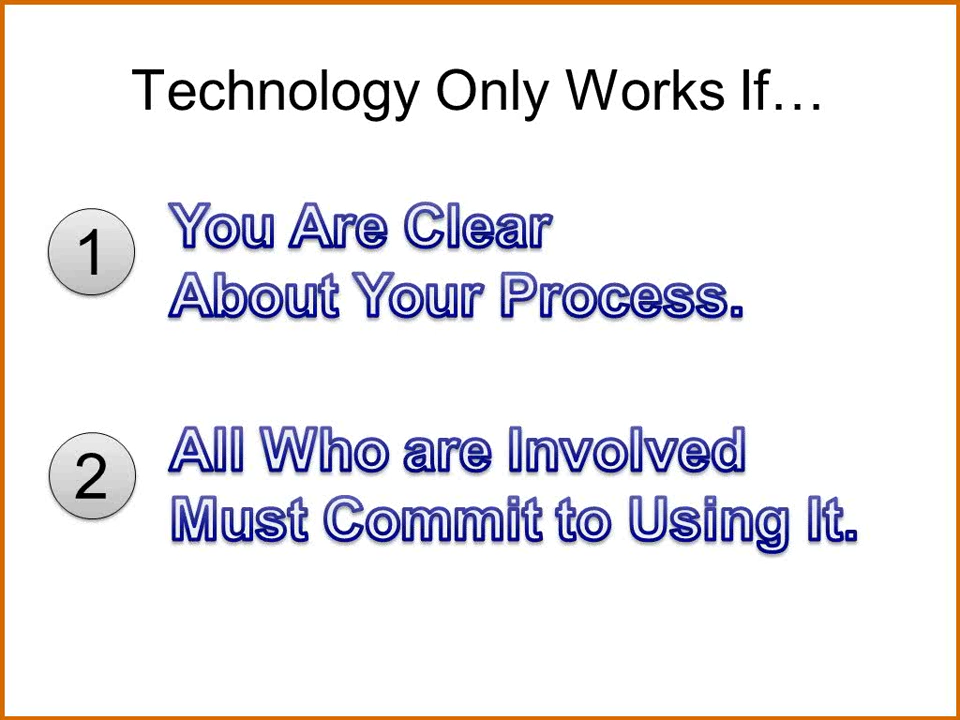 Technology Only Works If…
1
You Are Clear
About Your Process.
2
All Who are Involved
Must Commit to Using It.